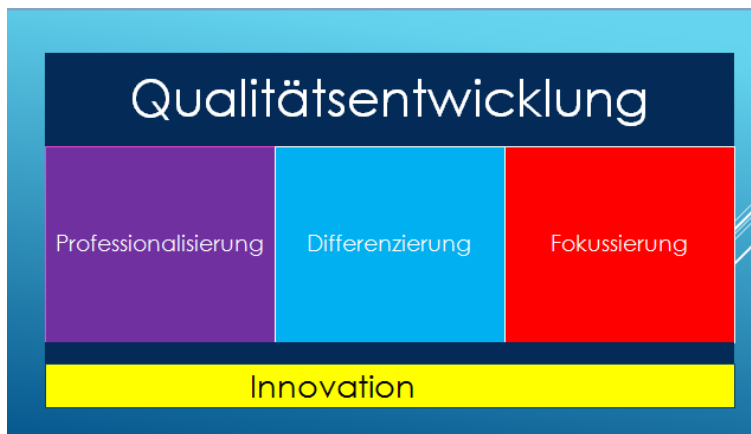 Qualitätsentwicklung
Professionalisierung
Differenzierung
Fokussierung
Innovation